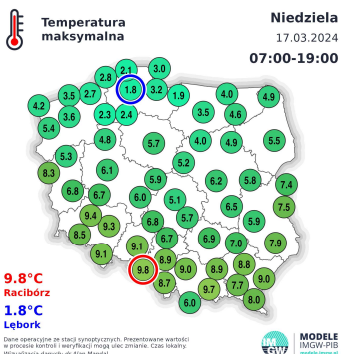 Temperatura
maksymalna
Niedziela
17.03.2024
07:00-19:00
2.8 2.1 3.0
4.2 3.5 2.7 1.8 3.2 1.9 4.0 4.9
5.4 3.6 2.3 2.4 3.5 4.6
4.8 5.7 4.0 4.9 5.5
5.3 5.2
8.3 6.1 5.9 6.2 5.8 7.4
6.8 6.7 6.0 5.1 6.5 7.5
9.4 9.3 6.8 5.7 5.9
8.5 9.1 6.7 6.9 7.0 7.9
9.1 9.8 8.9 9.0 8.9 8.8 9.0
8.7 9.7 7.7
6.0 8.0
9.8°C
Racibórz
1.8°C
Lębork
Dane operacyjne ze stacji synoptycznych. Prezentowane wartości
w procesie kontroli i weryfikacji mogą ulec zmianie. Czas lokalny.
IMGW
MODELE
IMGW-PIB